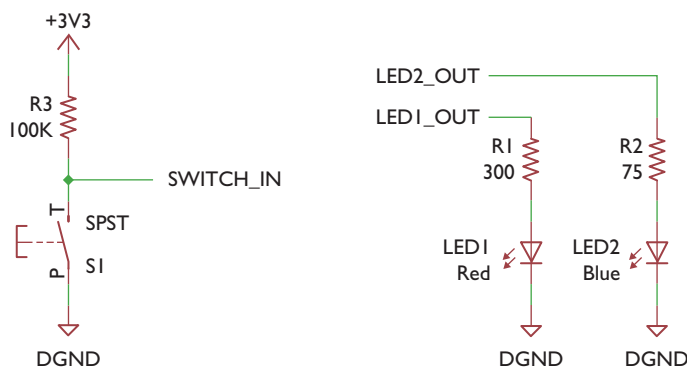 +3V3
R3
100K
SWITCH_IN
T
SPST
P
S1
DGND
LED2_OUT
LED1_OUT
R1
300
R2
75
LED1
Red
LED2
Blue
DGND
DGND